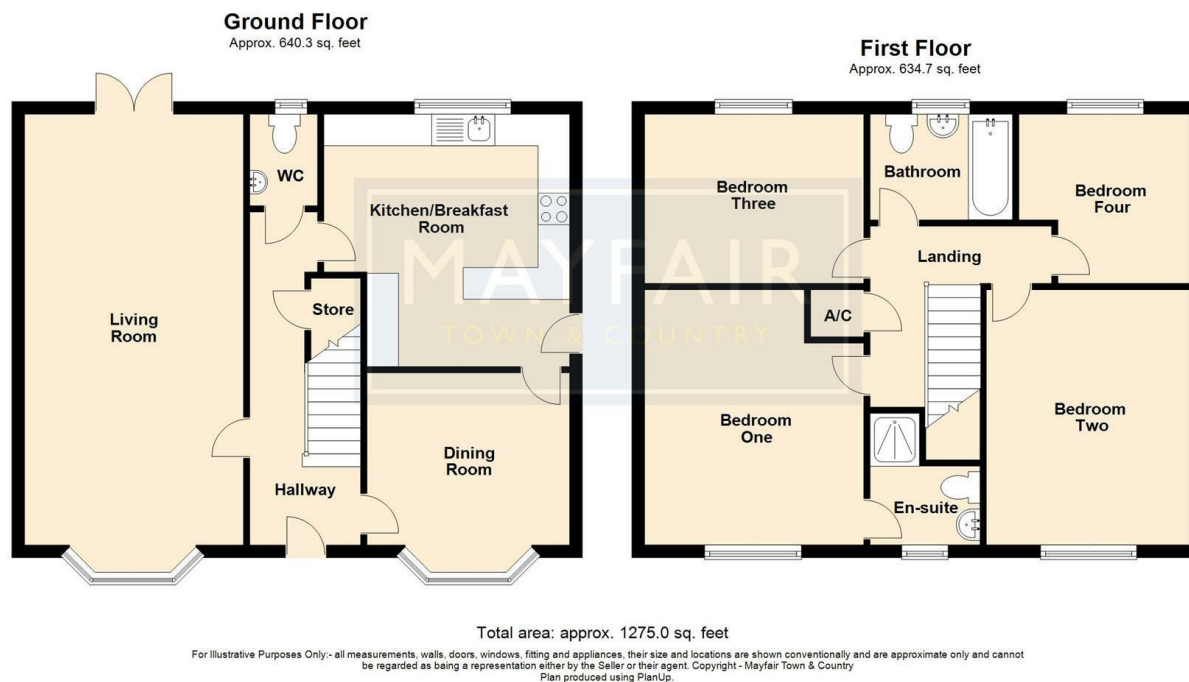 Ground Floor
Approx. 640.3 sq. feet
WC
Kitchen/Breakfast
Room
Living
Room
Store
Dining
Room
Hallway
First Floor
Approx. 634.7 sq. feet
Bedroom
Three
Bathroom
Bedroom
Four
Landing
A/C
Bedroom
One
Bedroom
Two
En-suite
MAYFAIR
TOWN & COUNTRY
Total area: approx. 1275.0 sq. feet
For Illustrative Purposes Only:- all measurements, walls, doors, windows, fitting and appliances, their size and locations are shown conventionally and are approximate only and cannot
be regarded as baing a representation either by the Seller or their agent. Copyright - Mayfair Town & Country
Plan produced using PlanUp.